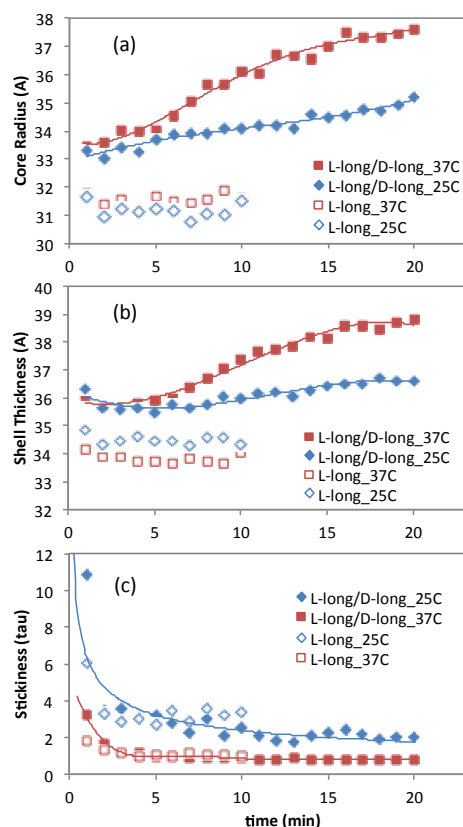 38
37
36
35
34
33
32
31
30
Core Radius (A)
(a)
L-long/D-long_37C
L-long/D-long_25C
L-long_37C
L-long_25C
0 5 10 15 20
39
38
37
36
35
34
33
32
Shell Thickness (A)
(b)
L-long/D-long_37C
L-long/D-long_25C
L-long_37C
L-long_25C
0 5 10 15 20
12
10
8
6
4
2
0
Stickiness (tau)
(c)
L-long/D-long_25C
L-long/D-long_37C
L-long_25C
L-long_37C
0 5 10 15 20
time (min)